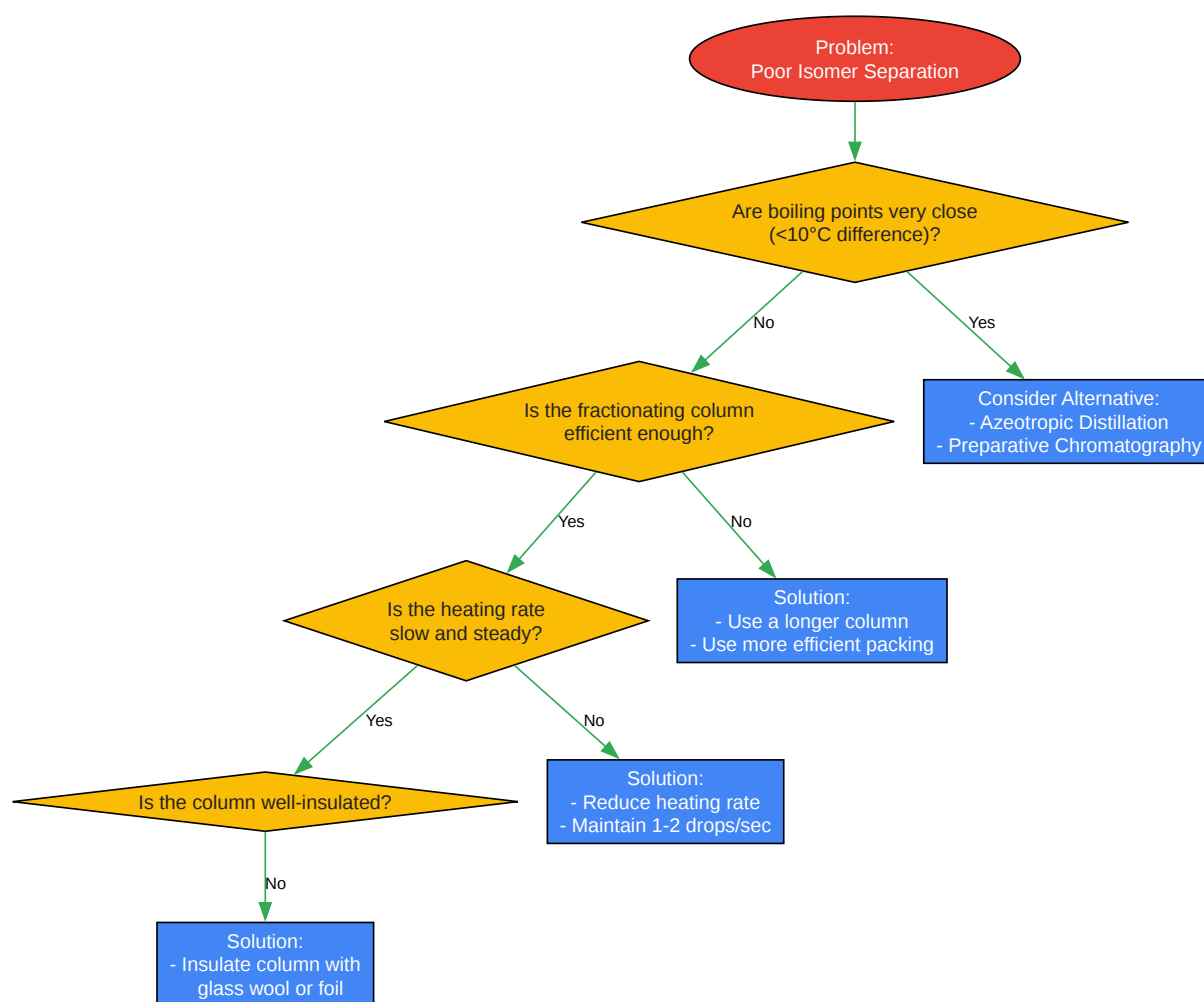 Problem:
Poor Isomer Separation
Are boiling points very close
(<10°C difference)?
No
Yes
Is the fractionating column
efficient enough?
Consider Alternative:
- Azeotropic Distillation
- Preparative Chromatography
Yes
No
Is the heating rate
slow and steady?
Solution:
- Use a longer column
- Use more efficient packing
Yes
No
Is the column well-insulated?
Solution:
- Reduce heating rate
- Maintain 1-2 drops/sec
No
Solution:
- Insulate column with
glass wool or foil